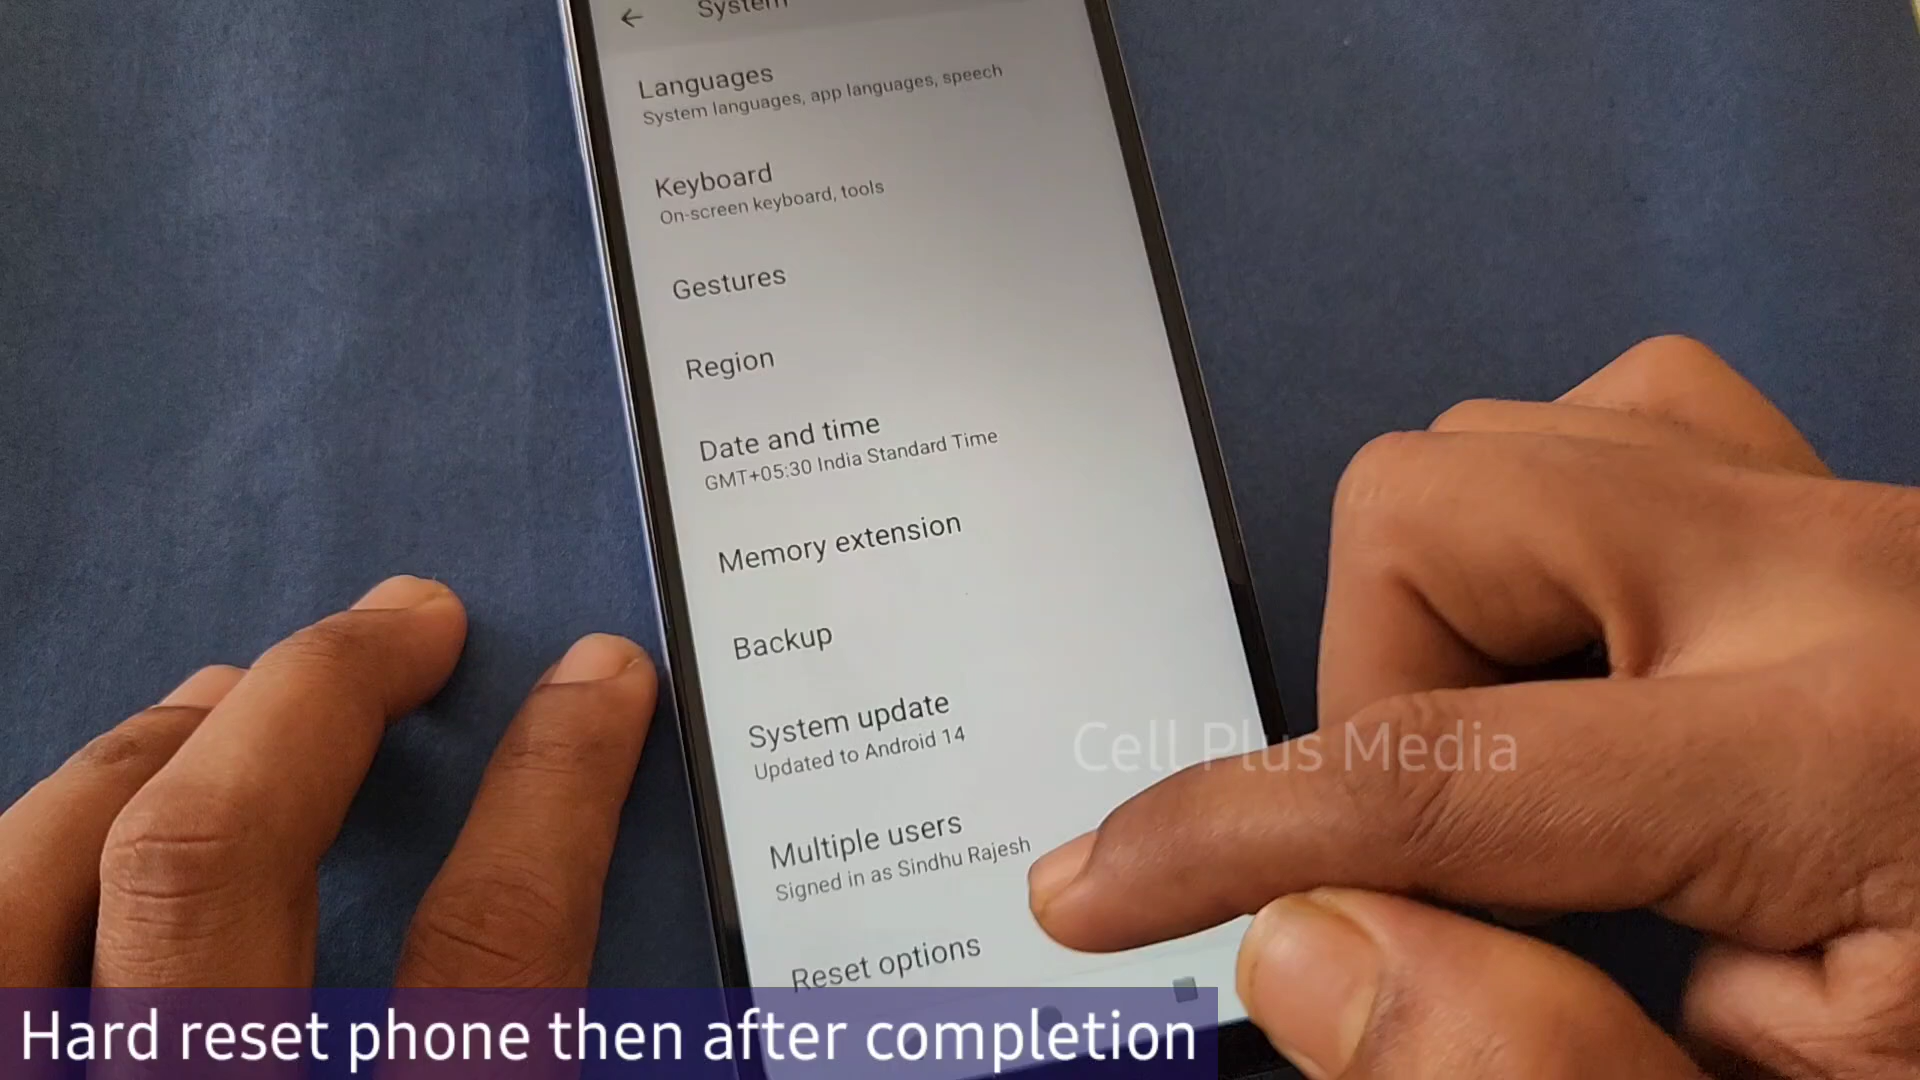 System
Languages
System languages, app languages, speech
Keyboard
On-screen keyboard, tools
Gestures
Region
Date and time
GMT+05:30 India Standard Time
Memory extension
Backup
System update
Updated to Android 14
Cell Plus Media
Multiple users
Signed in as Sindhu Rajesh
Reset options
Hard reset phone then after completion